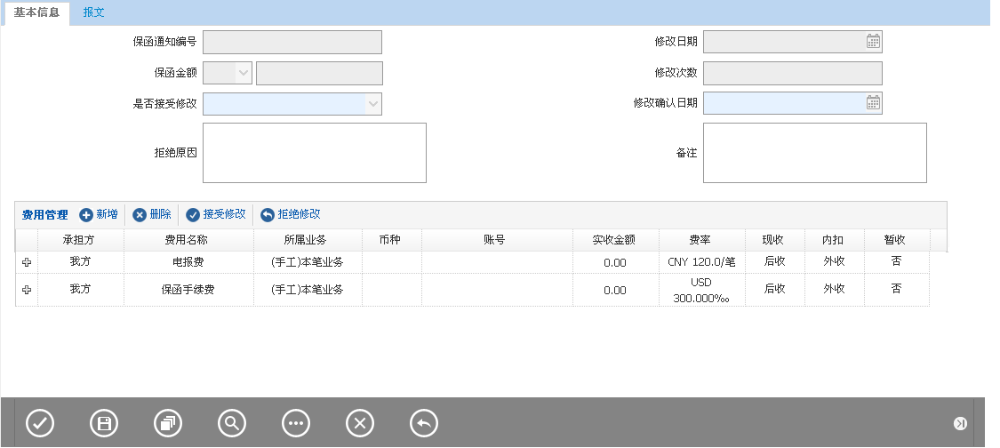 基本信息 报文
保函通知编号 修改日期
保函金额 修改次数
是否接受修改 修改确认日期
拒绝原因 备注
费用管理 新增 删除 接受修改 拒绝修改
承担方 费用名称 所属业务 币种 账号 实收金额 费率 现收 内扣 暂收
我方 电报费 (手工)本笔业务 0.00 CNY 120.0/笔 后收 外收 否
我方 保函手续费 (手工)本笔业务 0.00 USD 300.000‰ 后收 外收 否